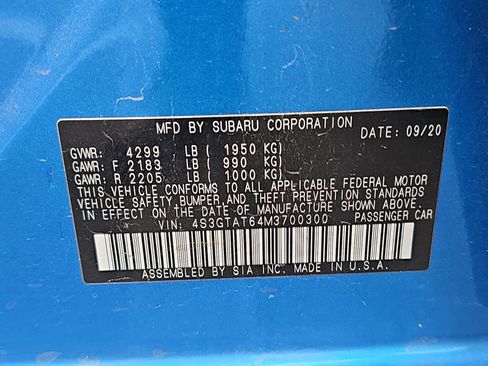 MFD BY SUBARU CORPORATION
DATE: 09/20
GVWR: 4299 LB ( 1950 KG)
GAWR: F 2183 LB ( 990 KG)
GAWR: R 2205 LB ( 1000 KG)
THIS VEHICLE CONFORMS TO ALL APPLICABLE FEDERAL MOTOR
VEHICLE SAFETY, BUMPER, AND THEFT PREVENTION
STANDARDS IN EFFECT ON THE DATE OF MANUFACTURE SHOWN ABOVE.
VIN: 4S3GTAT64M3700300 PASSENGER CAR
ASSEMBLED BY SIA INC. MADE IN U.S.A.